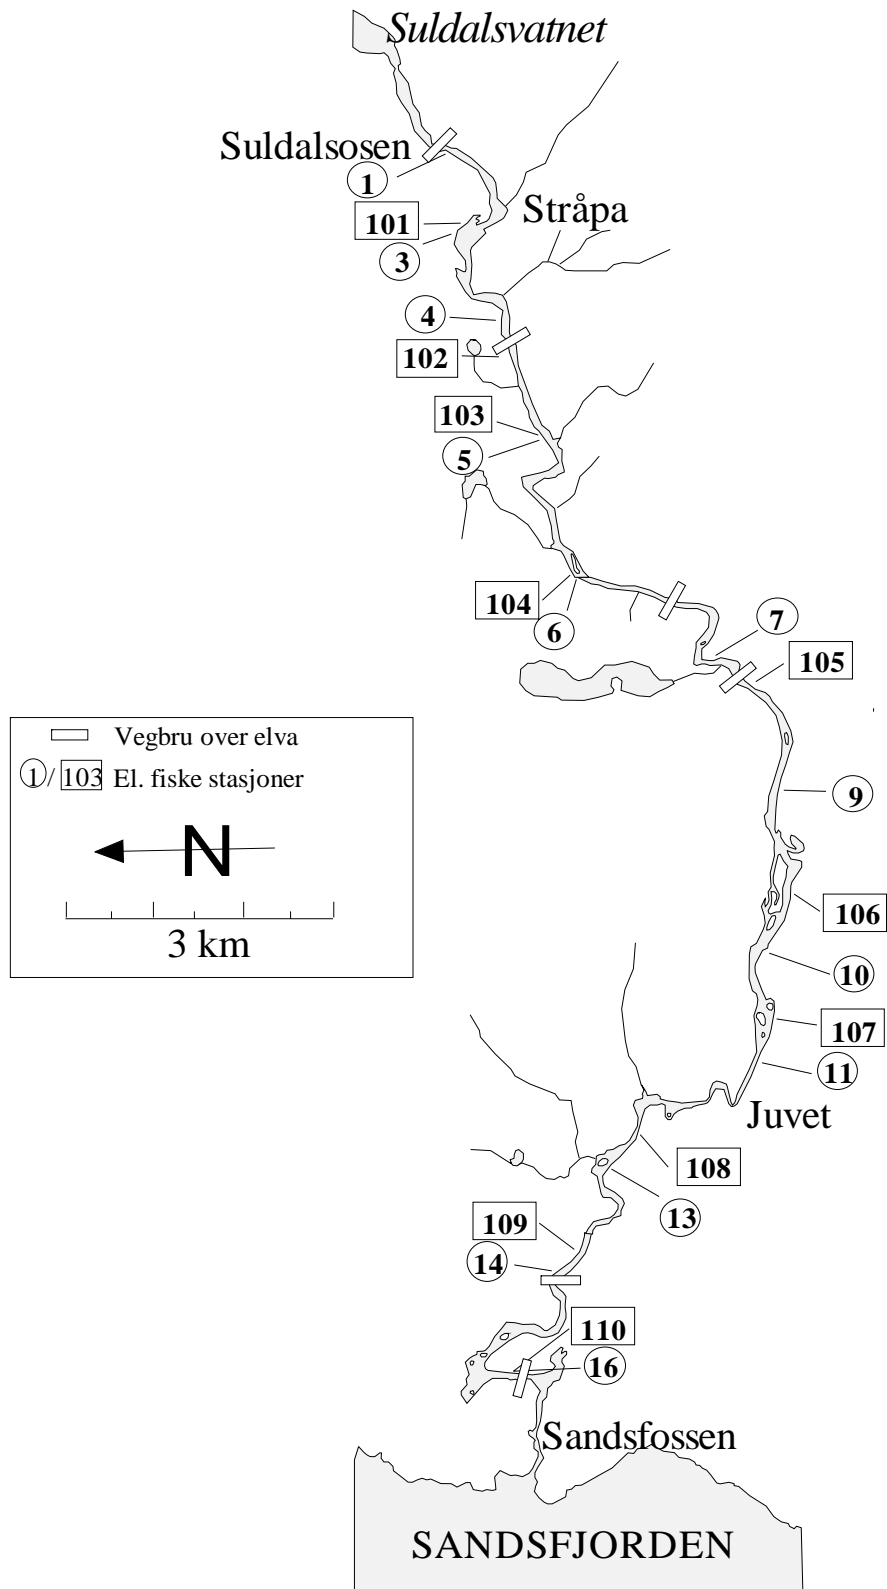 Suldalsvatnet
Suldalsosen
1
101
Stråpa
3
4
102
103
5
104
6
7
105
Vegbru over elva
1 / 103 El. fiske stasjoner
9
N
106
3 km
10
107
11
Juvet
108
13
109
14
110
16
Sandsfossen
SANDSFJORDEN